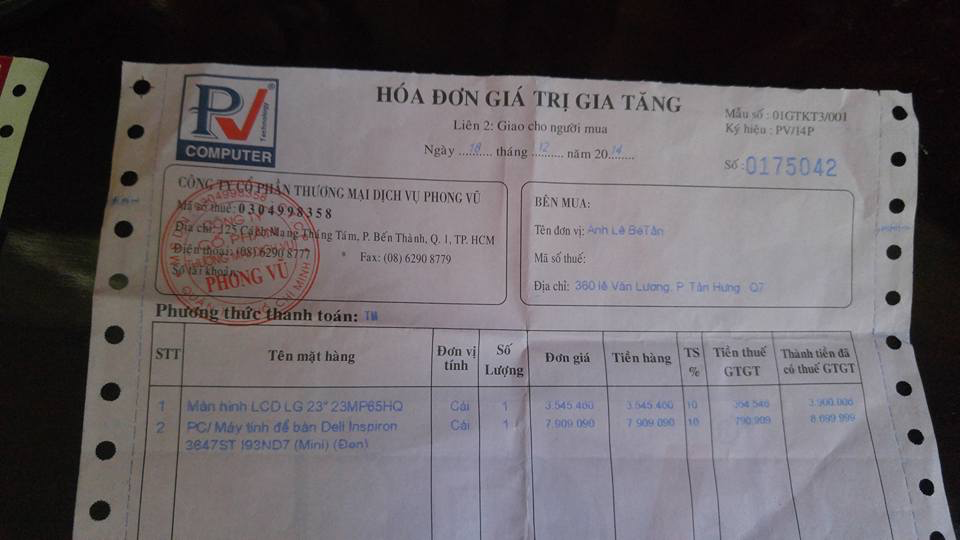 PV
Technology
COMPUTER
HÓA ĐƠN GIÁ TRỊ GIA TĂNG
Liên 2: Giao cho người mua
Ngày 18 tháng 12 năm 2014
Mẫu số : 01GTKT3/001
Ký hiệu : PV/14P
Số: 0175042
CÔNG TY CỔ PHẦN THƯƠNG MẠI DỊCH VỤ PHONG VŨ
Mã số thuế: 0304998358
Địa chỉ: 125 Cách Mạng Tháng Tám, P. Bến Thành, Q. 1, TP. HCM
Điện thoại: (08) 6290 8777 * Fax: (08) 6290 8779
Số tài khoản:
PHONG VŨ
BÊN MUA:
Tên đơn vị: Anh Lê BeTân
Mã số thuế:
Địa chỉ: 360 lê Văn Lương, P Tân Hưng Q7
Phương thức thanh toán: TM
STT Tên mặt hàng Đơn vị tính Số Lượng Đơn giá Tiền hàng TS % Tiền thuế GTGT Thành tiền đã có thuế GTGT
1 Màn hình LCD LG 23" 23MP65HQ Cái 1 3.545.460 3.545.460 10
2 PC/ Máy tính để bàn Dell Inspiron Cái 1 7 909 090 7 909 090 10 790.909 8.699.999
3647ST I93ND7 (Mini) (Đen)